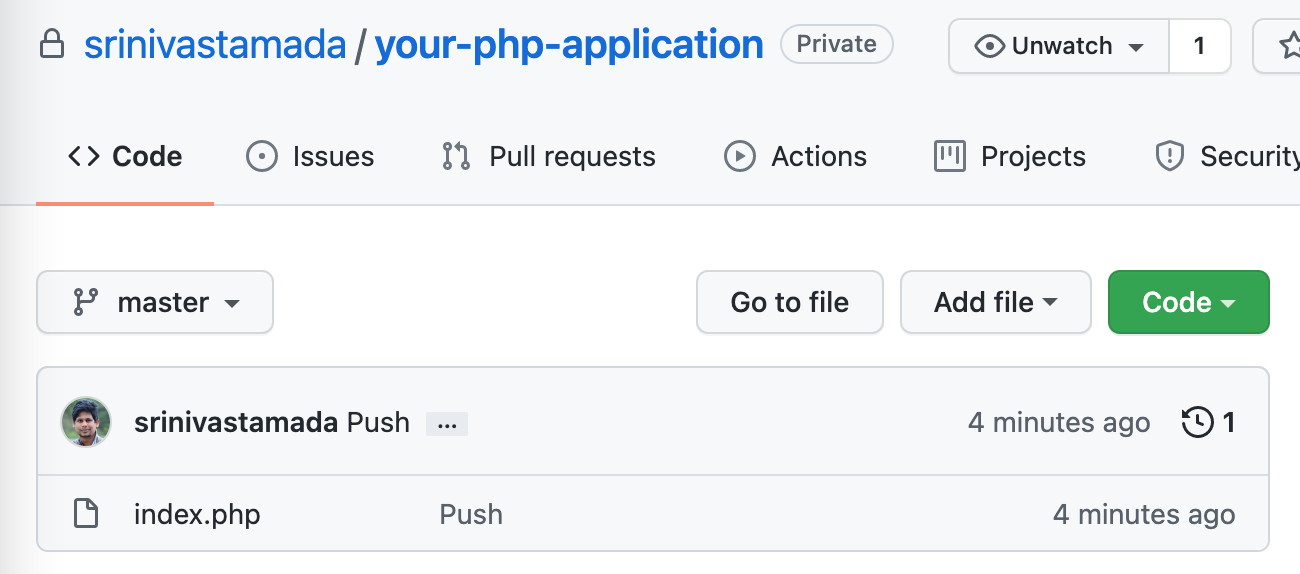 srinivastamada / your-php-application Private Unwatch 1
Code Issues Pull requests Actions Projects Security
master Go to file Add file Code
srinivastamada Push ... 4 minutes ago 1
index.php Push 4 minutes ago